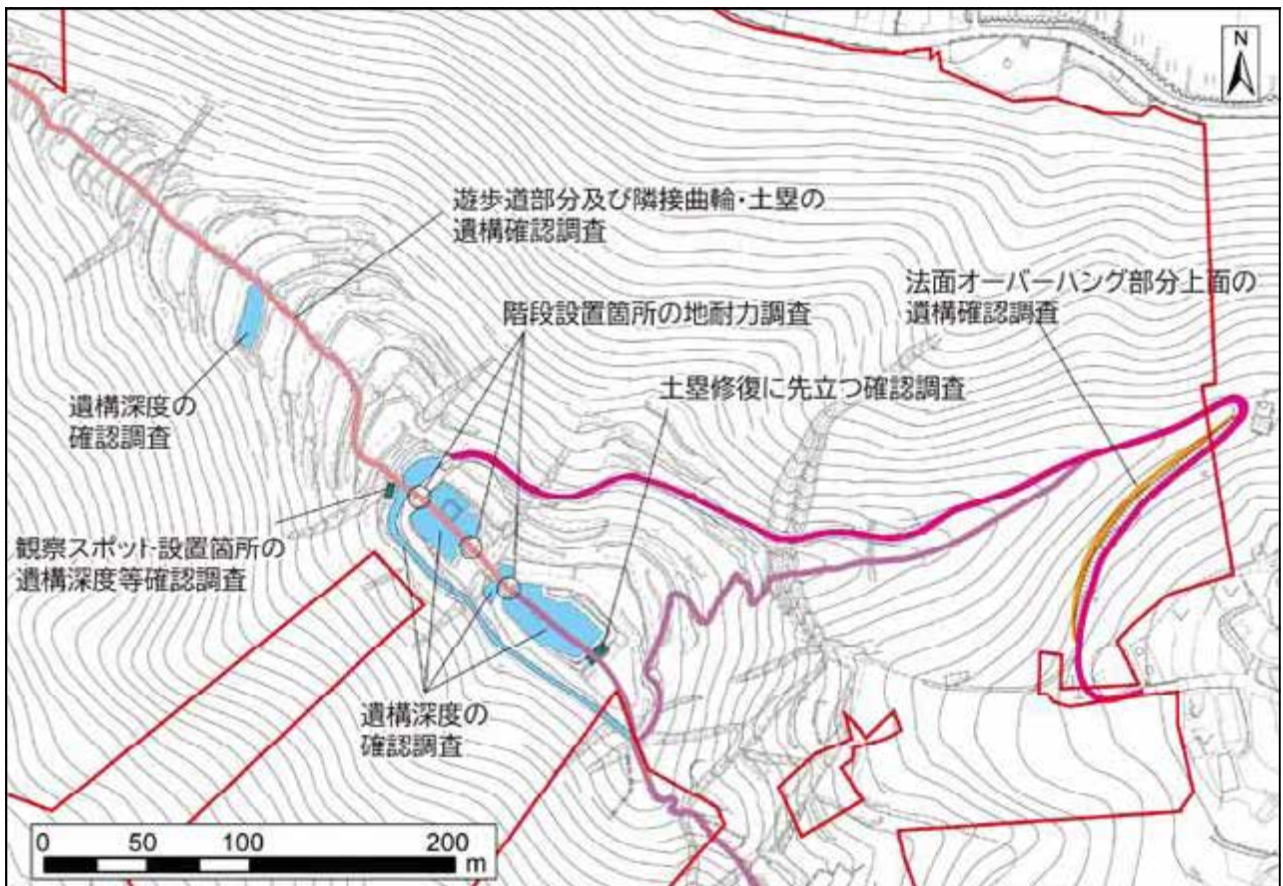 N
遊歩道部分及び隣接曲輪・土塁の
遺構確認調査
法面オーバーハング部分上面の
遺構確認調査
階段設置箇所の地耐力調査
土塁修復に先立つ確認調査
遺構深度の
確認調査
観察スポット設置箇所の
遺構深度等確認調査
遺構深度の
確認調査
0 50 100 200
m